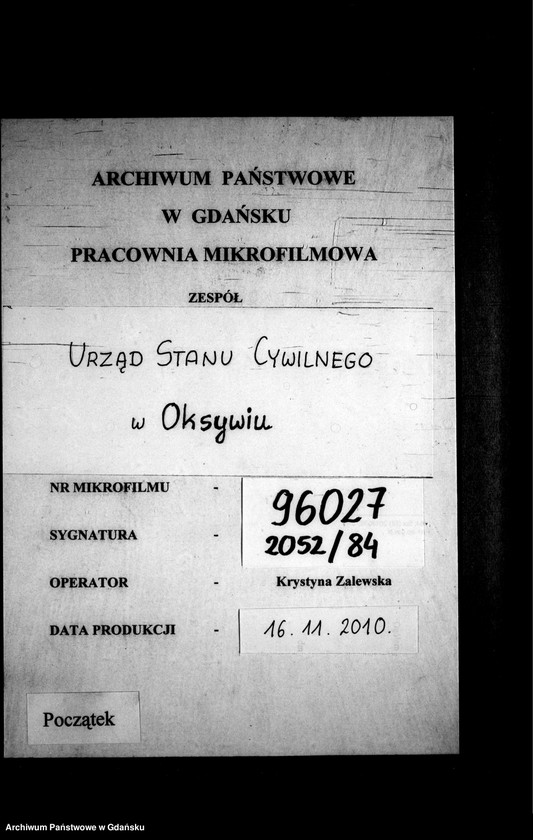 ARCHIWUM PAŃSTWOWE
W GDAŃSKU
PRACOWNIA MIKROFILMOWA
ZESPÓŁ
URZĄD STANU CYWILNEGO
w Oksywiu
NR MIKROFILMU - 96027
SYGNATURA - 2052/84
OPERATOR - Krystyna Zalewska
DATA PRODUKCJI - 16.11.2010.
Początek
Archiwum Państwowe w Gdańsku